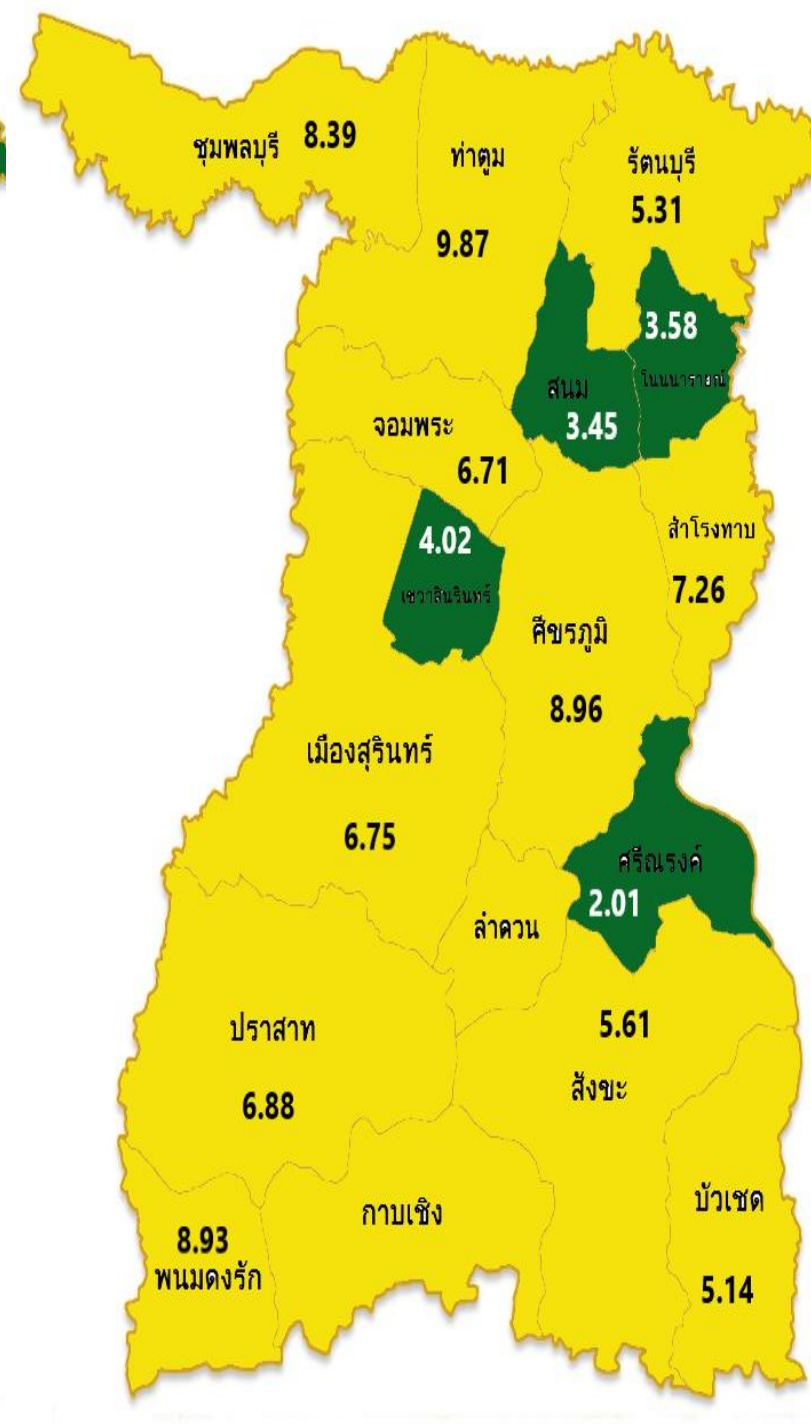 ชุมพลบุรี 8.39
ท่าตูม
9.87
รัตนบุรี
5.31
3.58
โนนนารายณ์
สนม
3.45
จอมพระ
6.71
4.02
เขวาสินรินทร์
สำโรงทาบ
7.26
ศีขรภูมิ
8.96
เมืองสุรินทร์
6.75
ศรีณรงค์
2.01
ลำดวน
ปราสาท
6.88
5.61
สังขะ
กาบเชิง
บัวเชด
5.14
8.93
พนมดงรัก